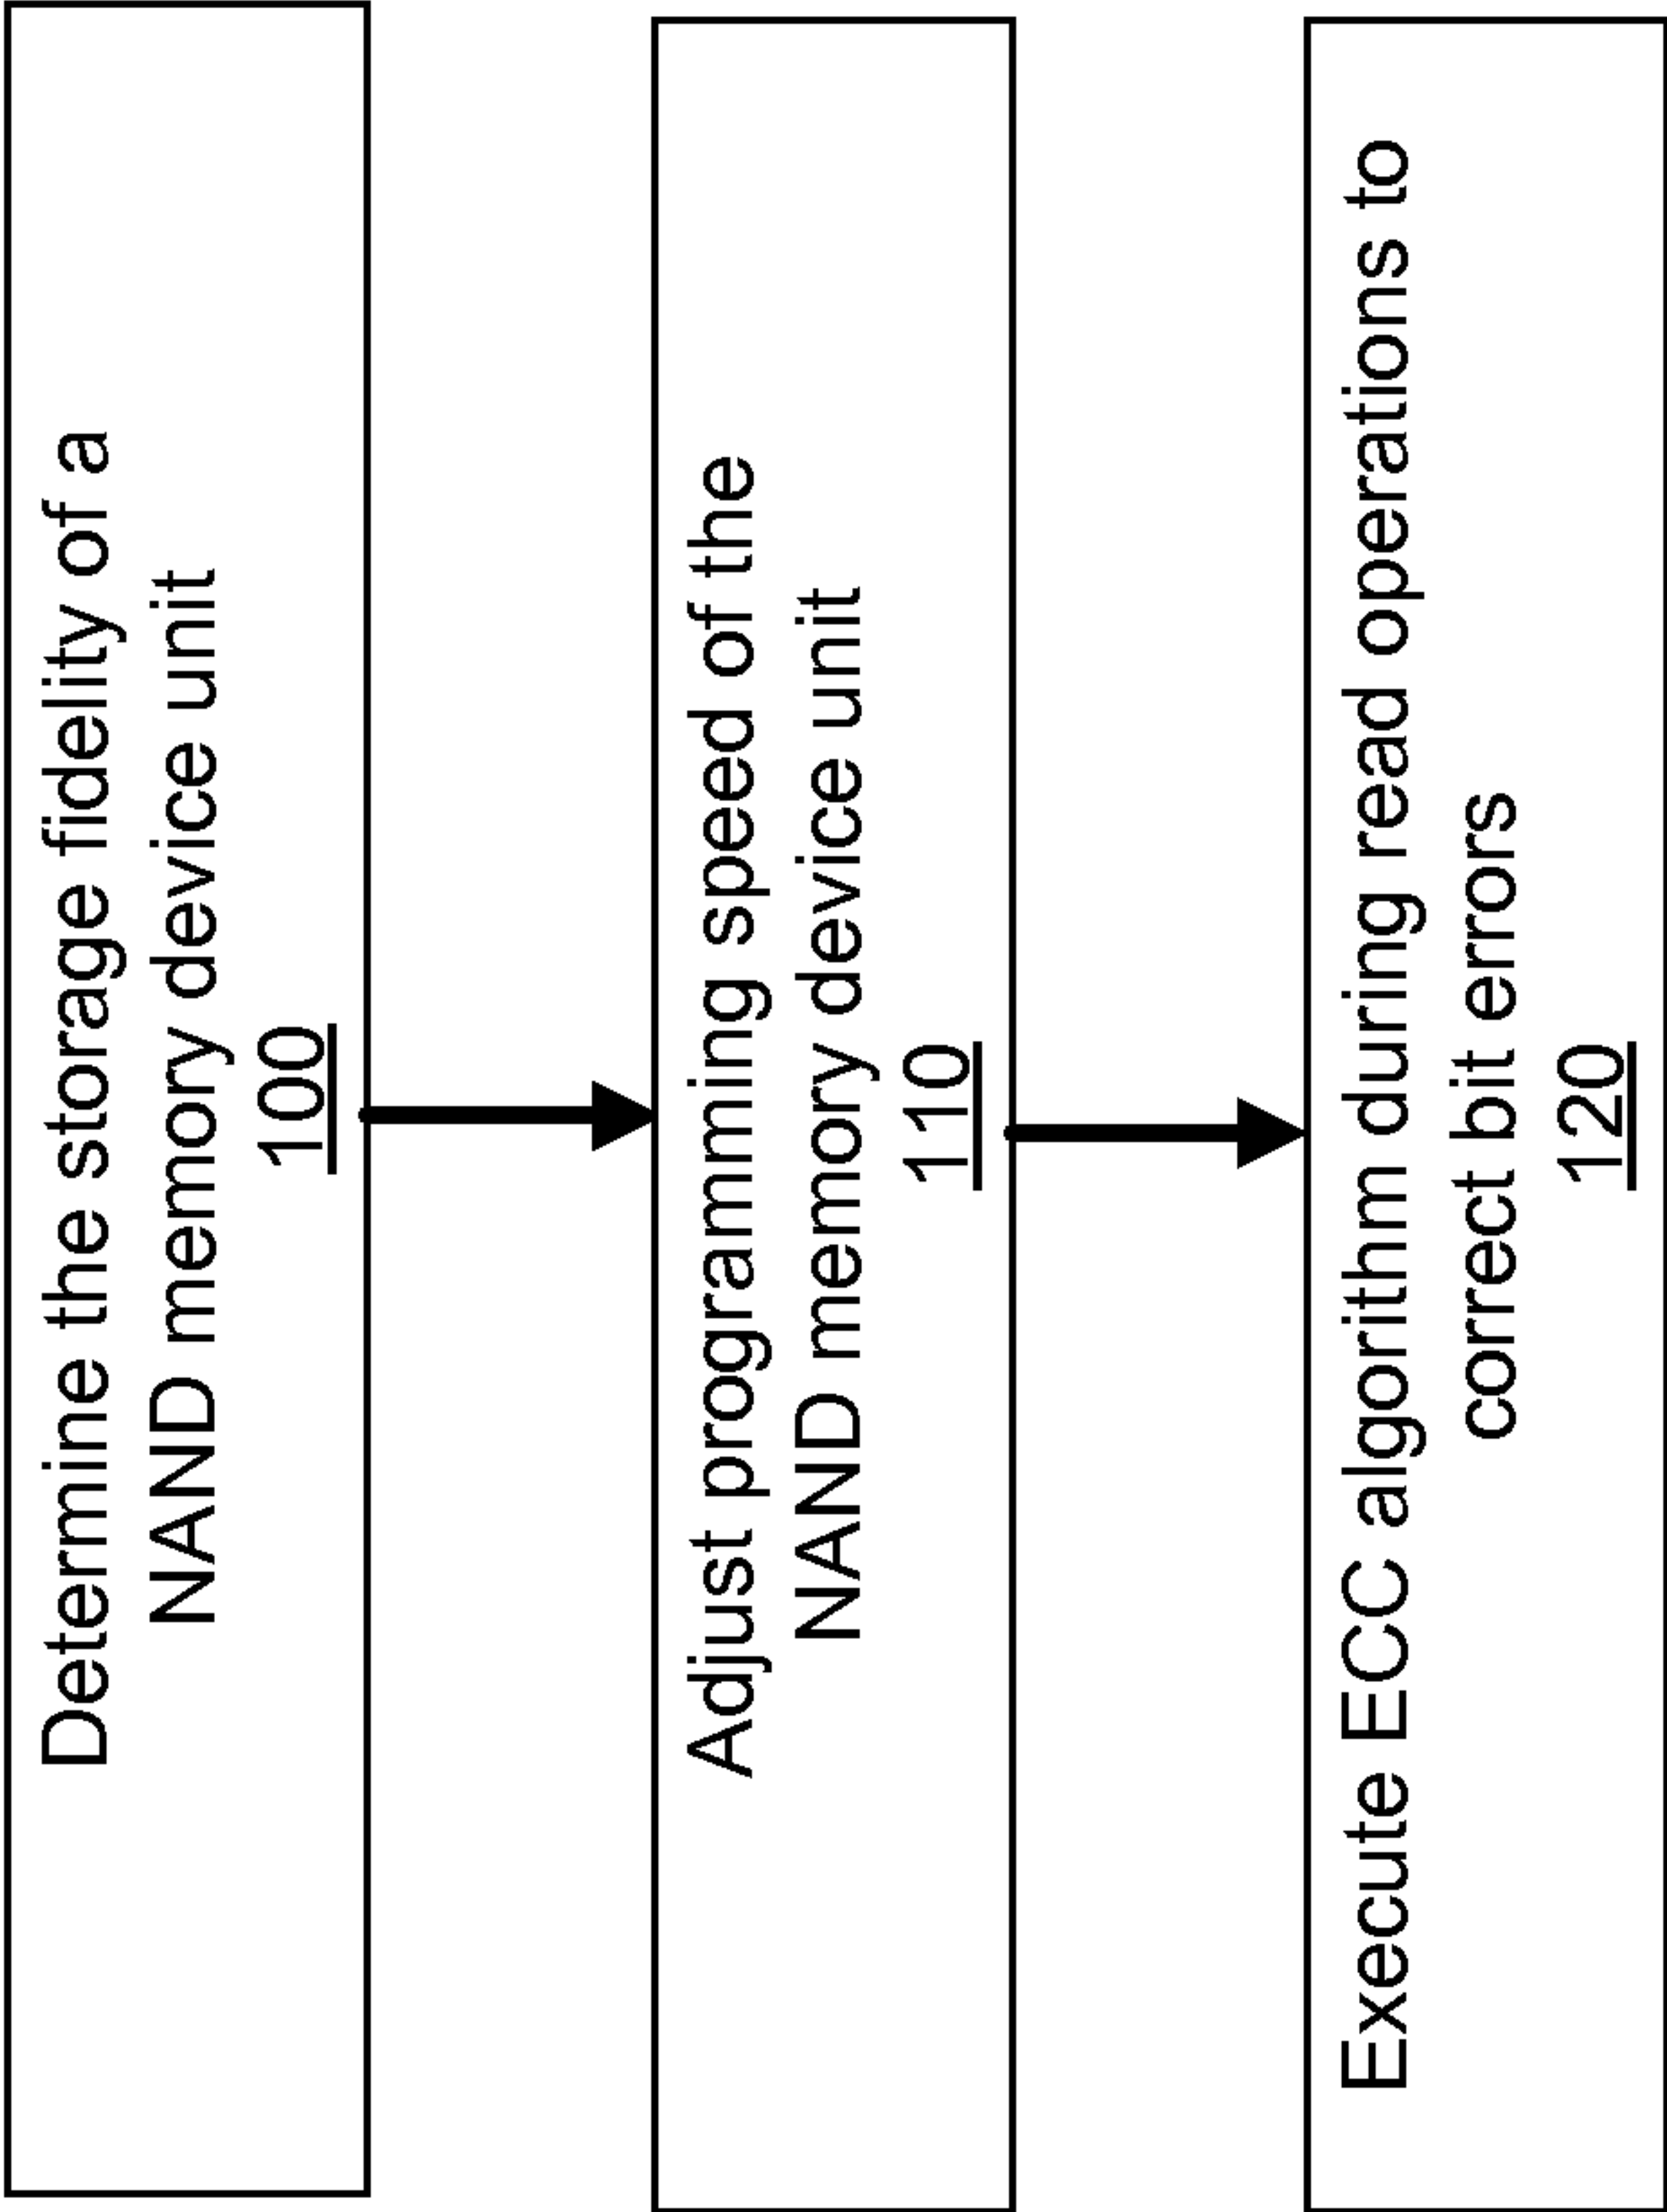 Determine the storage fidelity of a
NAND memory device unit
100
Adjust programming speed of the
NAND memory device unit
110
Execute ECC algorithm during read operations to
correct bit errors
120